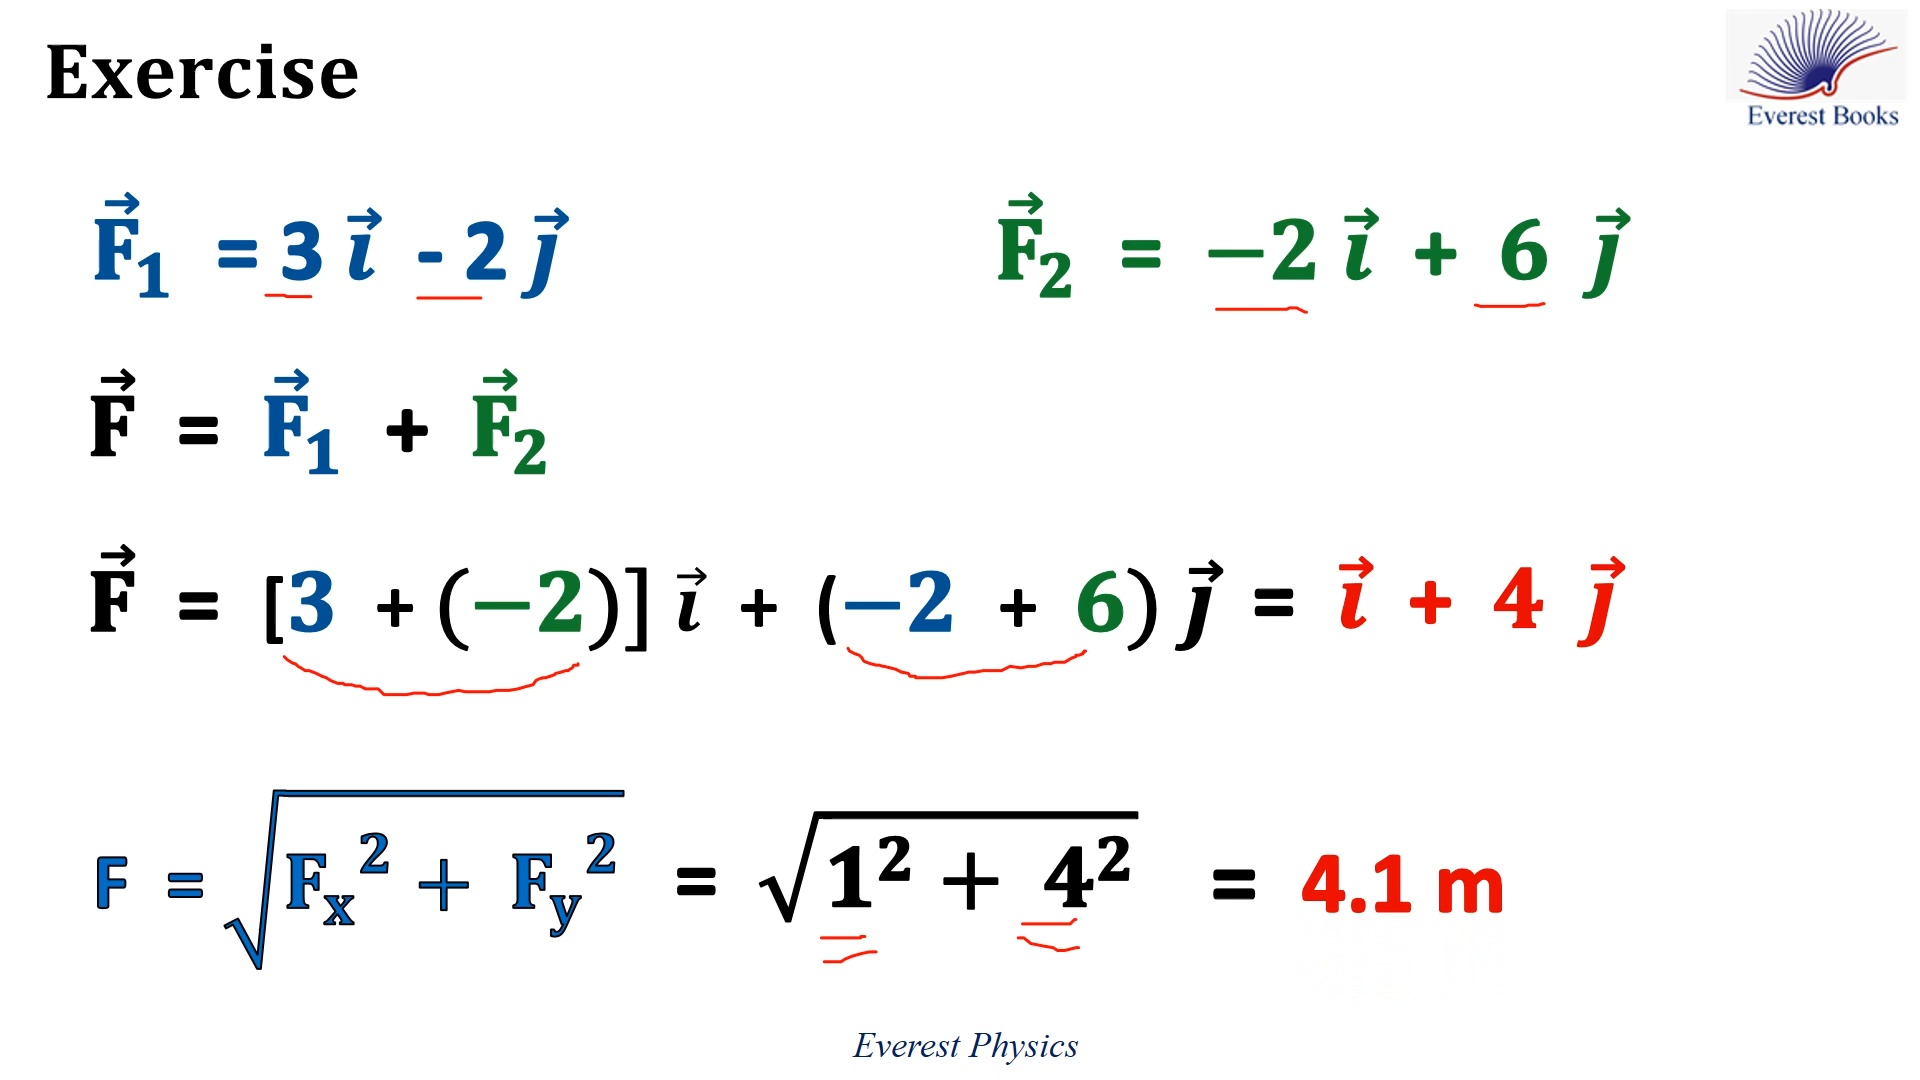 Exercise
Everest Books
F⃗₁ = 3 i⃗ - 2 j⃗
F⃗₂ = −2 i⃗ + 6 j⃗
F⃗ = F⃗₁ + F⃗₂
F⃗ = [3 + (−2)] i⃗ + (−2 + 6) j⃗ = i⃗ + 4 j⃗
F = √(Fₓ² + F_y²) = √(1² + 4²) = 4.1 m
Everest Physics